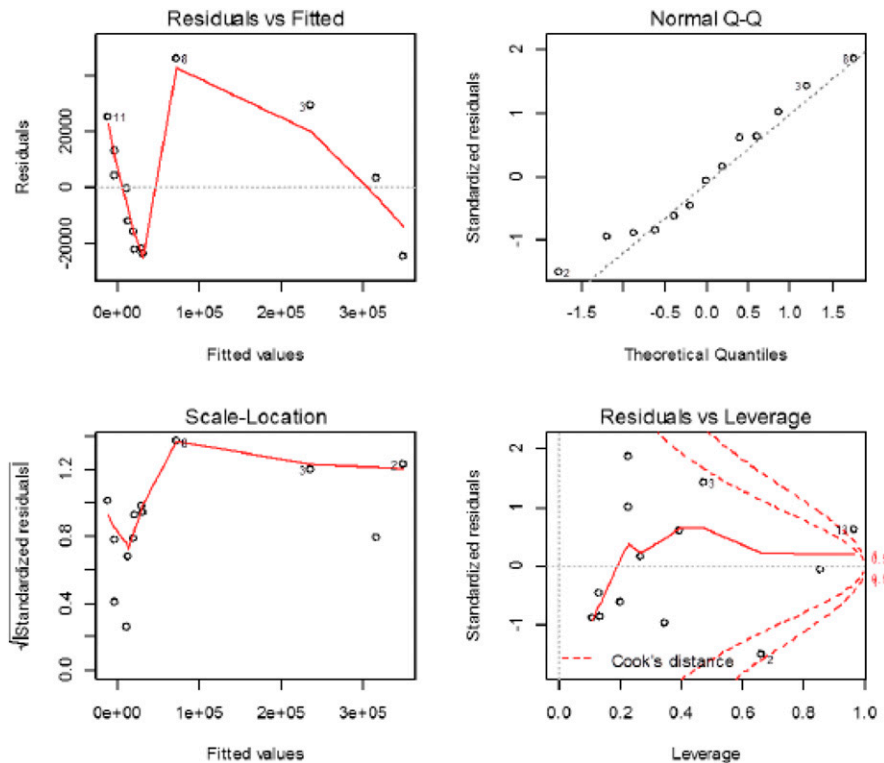 Residuals vs Fitted
Residuals
20000
0
-20000
11
8
3
0e+00 1e+05 2e+05 3e+05
Fitted values
Normal Q-Q
Standardized residuals
2
1
0
-1
2
3
8
-1.5 -0.5 0.0 0.5 1.0 1.5
Theoretical Quantiles
Scale-Location
√|Standardized residuals|
1.2
0.8
0.4
0.0
8
3
2
0e+00 1e+05 2e+05 3e+05
Fitted values
Residuals vs Leverage
Standardized residuals
2
1
0
-1
3
13
2
Cook's distance
0.0 0.2 0.4 0.6 0.8 1.0
Leverage